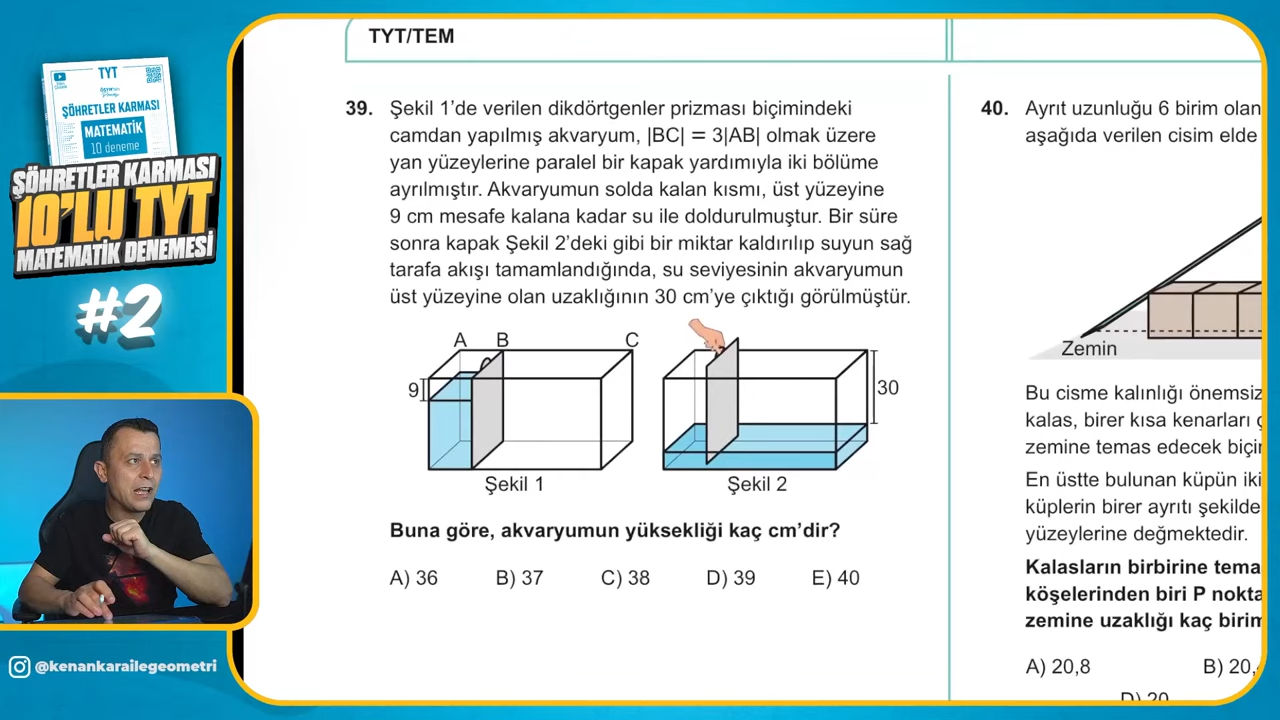 TYT
ŞÖHRETLER KARMASI
MATEMATİK
10 deneme
ŞÖHRETLER KARMASI
10'LU TYT
MATEMATİK DENEMESİ
#2
@kenankarailegeometri
TYT/TEM
39. Şekil 1'de verilen dikdörtgenler prizması biçimindeki
camdan yapılmış akvaryum, |BC| = 3|AB| olmak üzere
yan yüzeylerine paralel bir kapak yardımıyla iki bölüme
ayrılmıştır. Akvaryumun solda kalan kısmı, üst yüzeyine
9 cm mesafe kalana kadar su ile doldurulmuştur. Bir süre
sonra kapak Şekil 2'deki gibi bir miktar kaldırılıp suyun sağ
tarafa akışı tamamlandığında, su seviyesinin akvaryumun
üst yüzeyine olan uzaklığının 30 cm'ye çıktığı görülmüştür.
A B C
9
30
Şekil 1
Şekil 2
Buna göre, akvaryumun yüksekliği kaç cm'dir?
A) 36 B) 37 C) 38 D) 39 E) 40
40. Ayrıt uzunluğu 6 birim olan
aşağıda verilen cisim elde
Zemin
Bu cisme kalınlığı önemsiz
kalas, birer kısa kenarları
zemine temas edecek biçi
En üstte bulunan küpün iki
küplerin birer ayrıtı şekilde
yüzeylerine değmektedir.
Kalasların birbirine tema
köşelerinden biri P nokta
zemine uzaklığı kaç birim
A) 20,8 B) 20,
D) 20